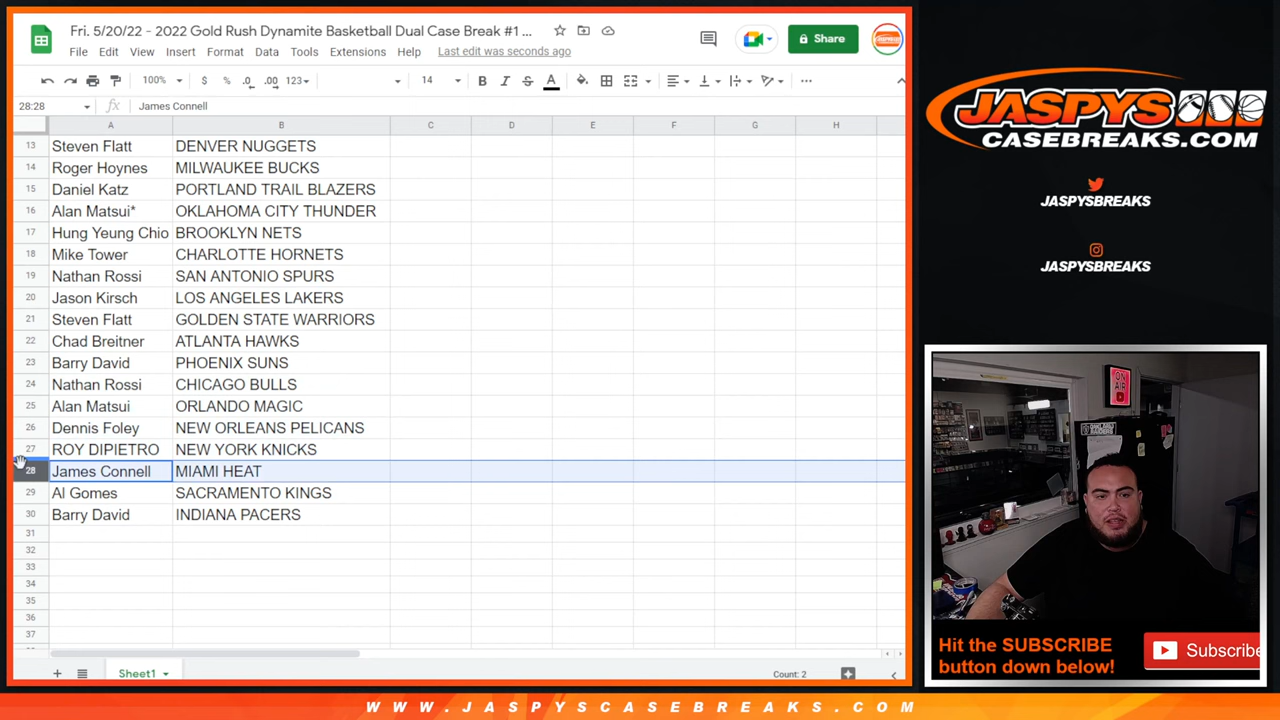 Fri. 5/20/22 - 2022 Gold Rush Dynamite Basketball Dual Case Break #1 ...
File Edit View Insert Format Data Tools Extensions Help Last edit was seconds ago
Share
100% $ % .0 .00 123 14 B I S A
28:28 fx James Connell
A B C D E F G H
13 Steven Flatt DENVER NUGGETS
14 Roger Hoynes MILWAUKEE BUCKS
15 Daniel Katz PORTLAND TRAIL BLAZERS
16 Alan Matsui* OKLAHOMA CITY THUNDER
17 Hung Yeung Chio BROOKLYN NETS
18 Mike Tower CHARLOTTE HORNETS
19 Nathan Rossi SAN ANTONIO SPURS
20 Jason Kirsch LOS ANGELES LAKERS
21 Steven Flatt GOLDEN STATE WARRIORS
22 Chad Breitner ATLANTA HAWKS
23 Barry David PHOENIX SUNS
24 Nathan Rossi CHICAGO BULLS
25 Alan Matsui ORLANDO MAGIC
26 Dennis Foley NEW ORLEANS PELICANS
27 ROY DIPIETRO NEW YORK KNICKS
28 James Connell MIAMI HEAT
29 Al Gomes SACRAMENTO KINGS
30 Barry David INDIANA PACERS
31
32
33
34
35
36
37
Sheet1 Count: 2
JASPYS
CASEBREAKS.COM
JASPYSBREAKS
JASPYSBREAKS
ON AIR
Hit the SUBSCRIBE
button down below!
Subscribe
WWW.JASPYSCASEBREAKS.COM